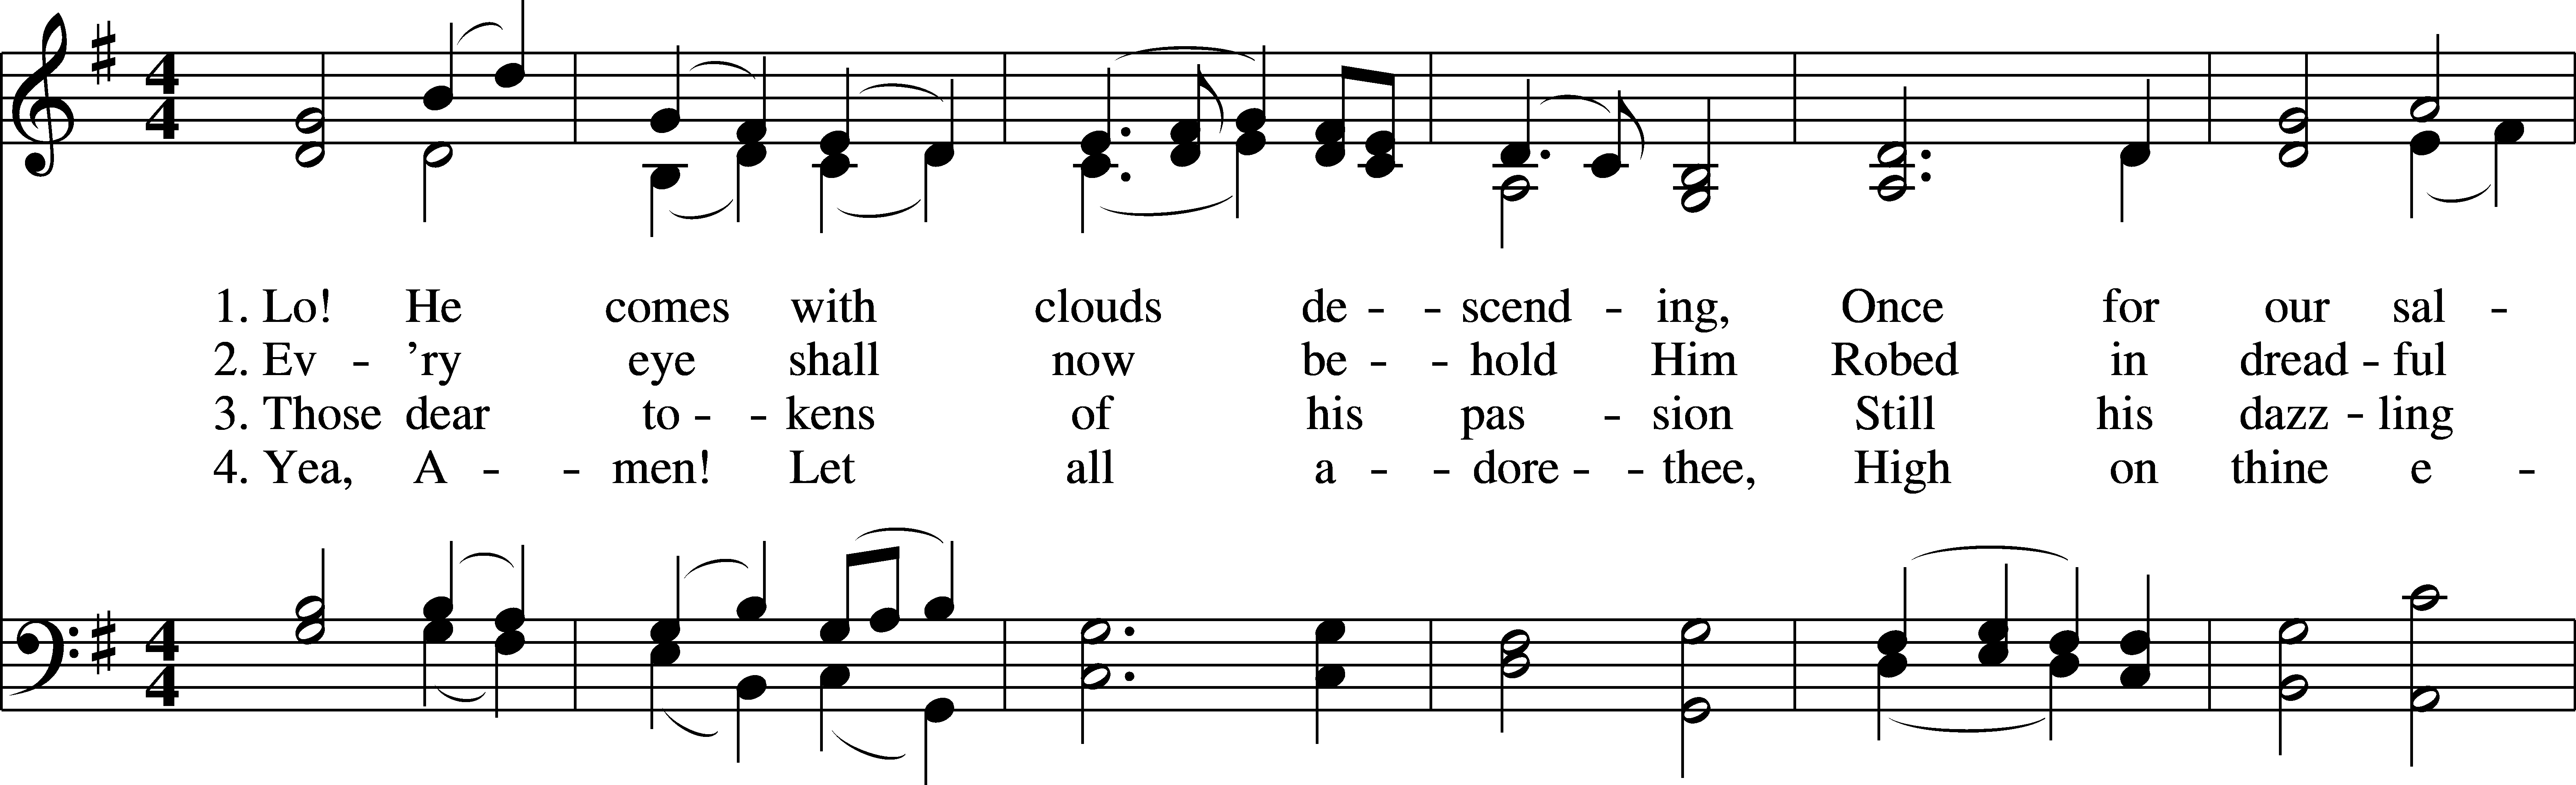 1. Lo! He comes with clouds de - - scend - ing, Once for our sal -
2. Ev - ’ry eye shall now be - - hold Him Robed in dread - ful
3. Those dear to - - kens of his pas - sion Still his dazz - ling
4. Yea, A - - men! Let all a - - dore - - thee, High on thine e -